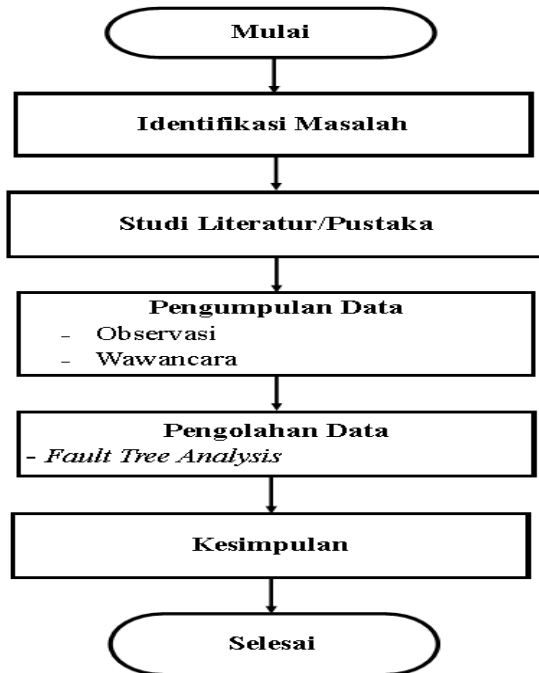 Mulai
Identifikasi Masalah
Studi Literatur/Pustaka
Pengumpulan Data
- Observasi
- Wawancara
Pengolahan Data
- Fault Tree Analysis
Kesimpulan
Selesai